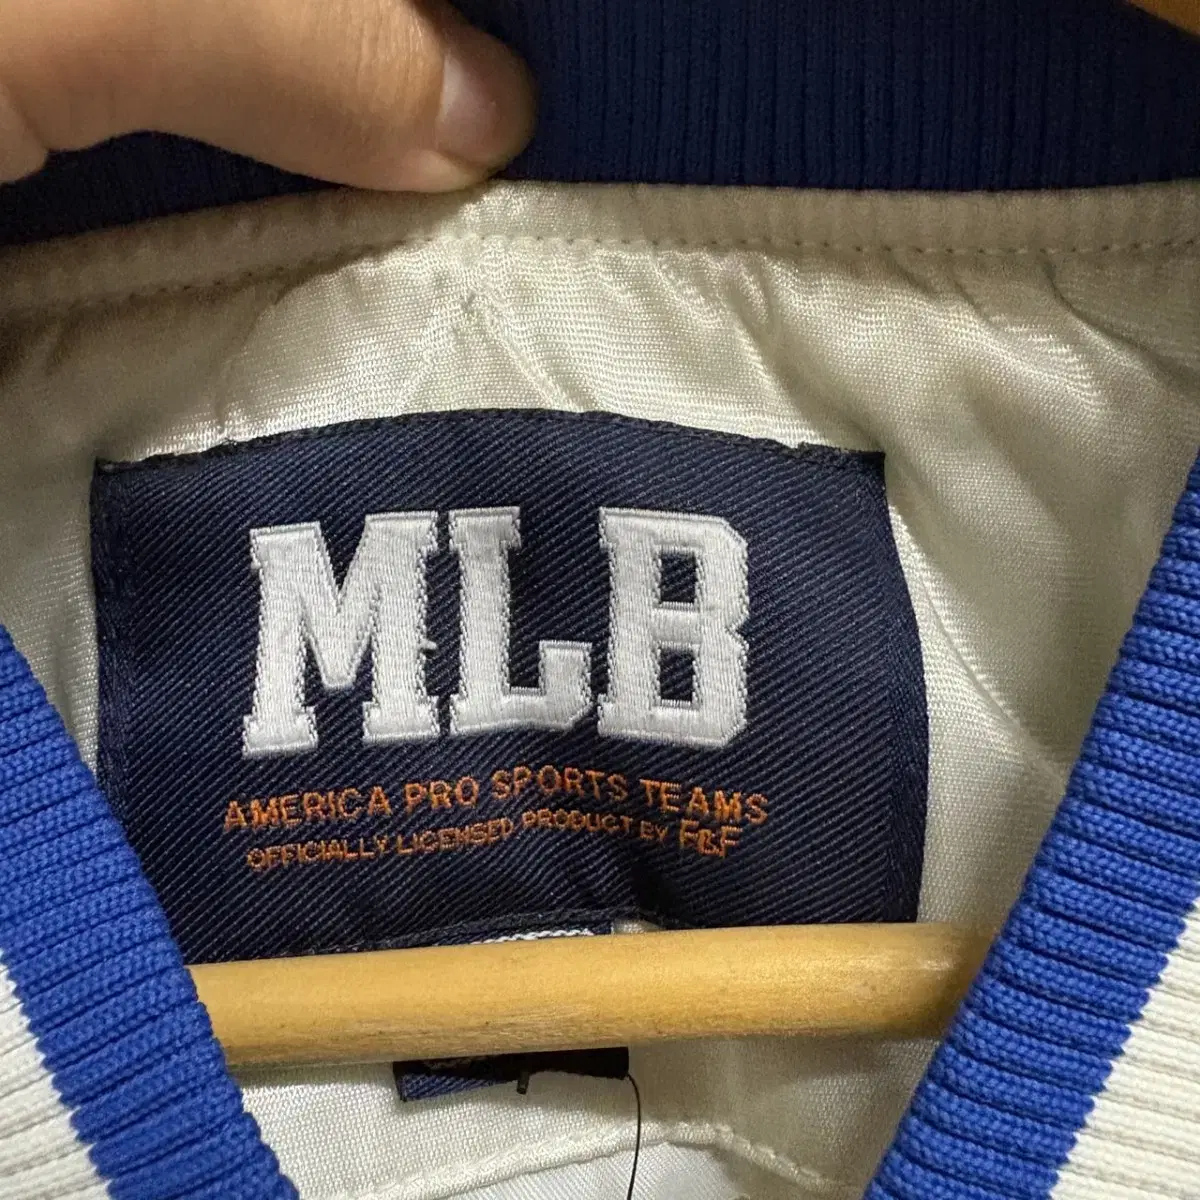 MLB
AMERICA PRO SPORTS TEAMS
OFFICIALLY LICENSED PRODUCT BY F&F